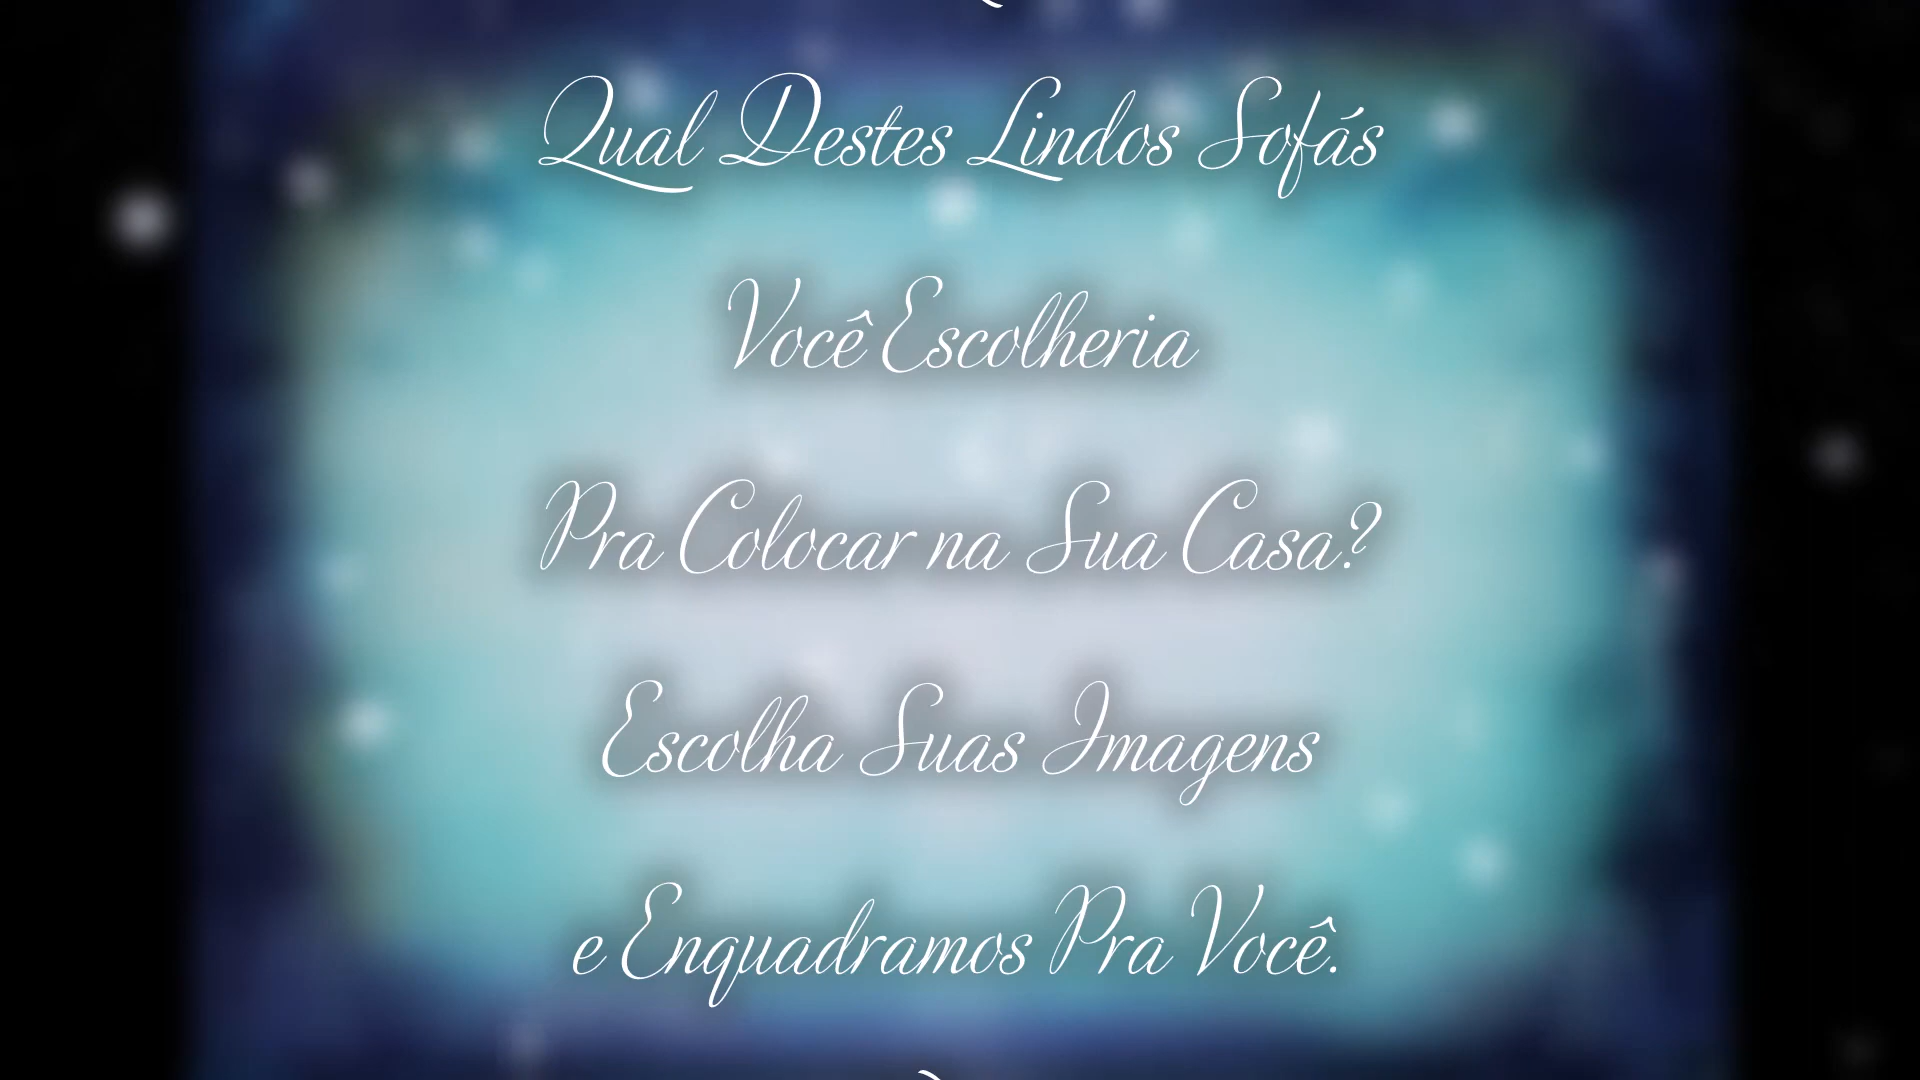 Qual Destes Lindos Sofás
Você Escolheria
Pra Colocar na Sua Casa?
Escolha Suas Imagens
e Enquadramos Pra Você.